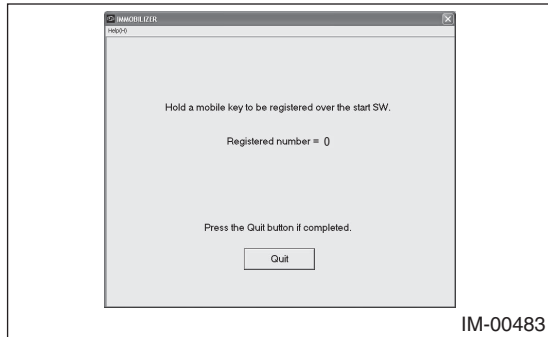 IMMOBILIZER
Help(H)
Hold a mobile key to be registered over the start SW.
Registered number = 0
Press the Quit button if completed.
Quit
IM-00483